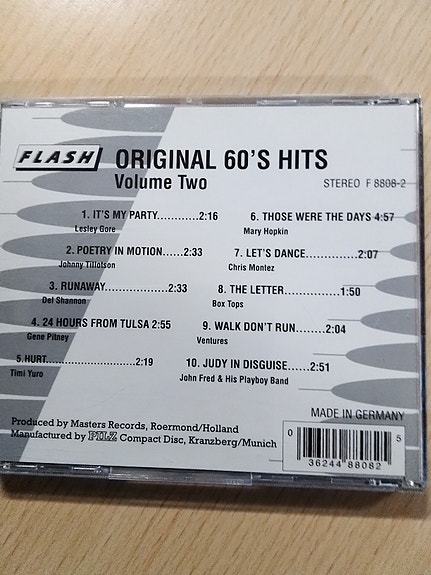 FLASH
ORIGINAL 60'S HITS
Volume Two
STEREO F 8808-2
1. IT'S MY PARTY...........2:16
Lesley Gore
2. POETRY IN MOTION......2:33
Johnny Tillotson
3. RUNAWAY.................2:33
Del Shannon
4. 24 HOURS FROM TULSA 2:55
Gene Pitney
5. HURT........................2:19
Timi Yuro
6. THOSE WERE THE DAYS 4:57
Mary Hopkin
7. LET'S DANCE..............2:07
Chris Montez
8. THE LETTER................1:50
Box Tops
9. WALK DON'T RUN........2:04
Ventures
10. JUDY IN DISGUISE......2:51
John Fred & His Playboy Band
MADE IN GERMANY
Produced by Masters Records, Roermond/Holland
Manufactured by PILZ Compact Disc, Kranzberg/Munich
0 36244 88082 5